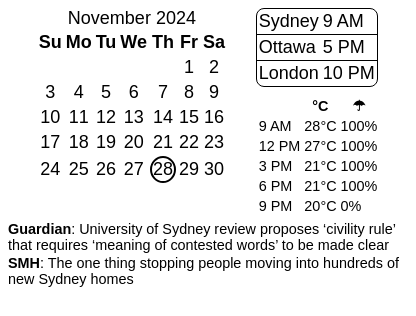 November 2024
Su Mo Tu We Th Fr Sa
1 2
3 4 5 6 7 8 9
10 11 12 13 14 15 16
17 18 19 20 21 22 23
24 25 26 27 28 29 30
Sydney 9 AM
Ottawa 5 PM
London 10 PM
°C ☂
9 AM 28°C 100%
12 PM 27°C 100%
3 PM 21°C 100%
6 PM 21°C 100%
9 PM 20°C 0%
Guardian: University of Sydney review proposes ‘civility rule’
that requires ‘meaning of contested words’ to be made clear
SMH: The one thing stopping people moving into hundreds of
new Sydney homes